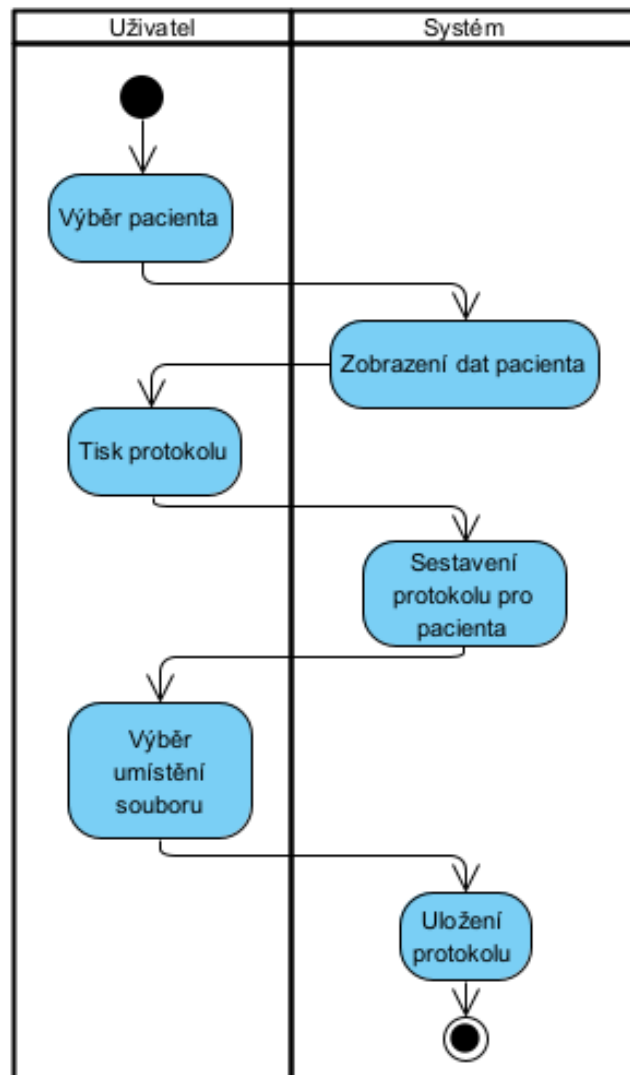 Uživatel
Systém
Výběr pacienta
Zobrazení dat pacienta
Tisk protokolu
Sestavení
protokolu pro
pacienta
Výběr
umístění
souboru
Uložení
protokolu